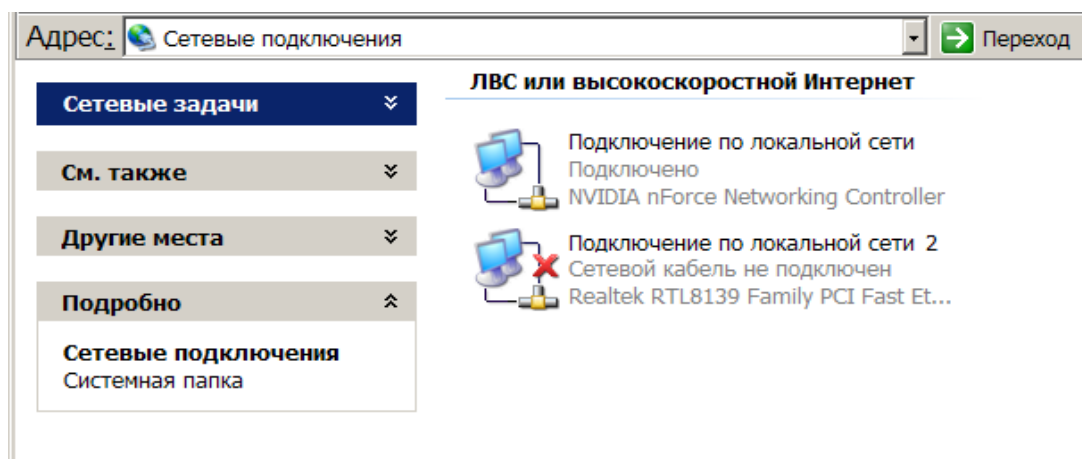 Адрес: Сетевые подключения Переход
Сетевые задачи
См. также
Другие места
Подробно
Сетевые подключения
Системная папка
ЛВС или высокоскоростной Интернет
Подключение по локальной сети
Подключено
NVIDIA nForce Networking Controller
Подключение по локальной сети 2
Сетевой кабель не подключен
Realtek RTL8139 Family PCI Fast Et...